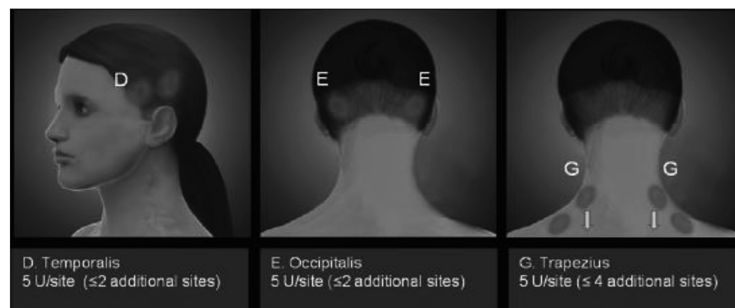 D
E
E
G
G
D. Temporalis
5 U/site (≤2 additional sites)
E. Occipitalis
5 U/site (≤2 additional sites)
G. Trapezius
5 U/site (≤ 4 additional sites)